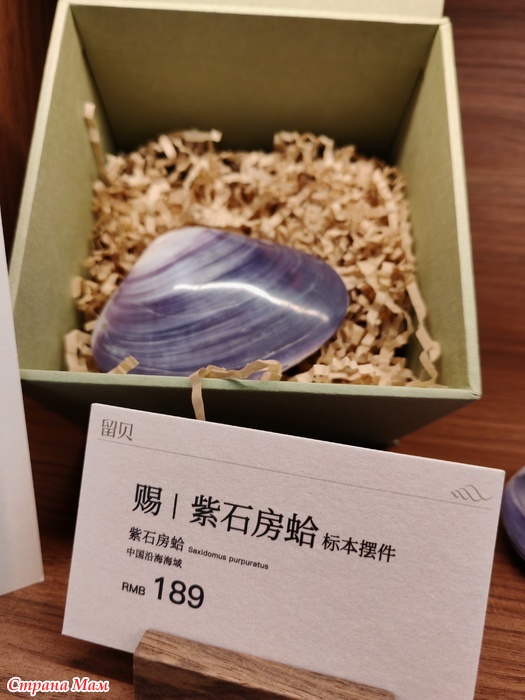 留贝
赐 | 紫石房蛤 标本摆件
紫石房蛤 Saxidomus purpuratus
中国沿海海域
RMB 189
Страна Мам